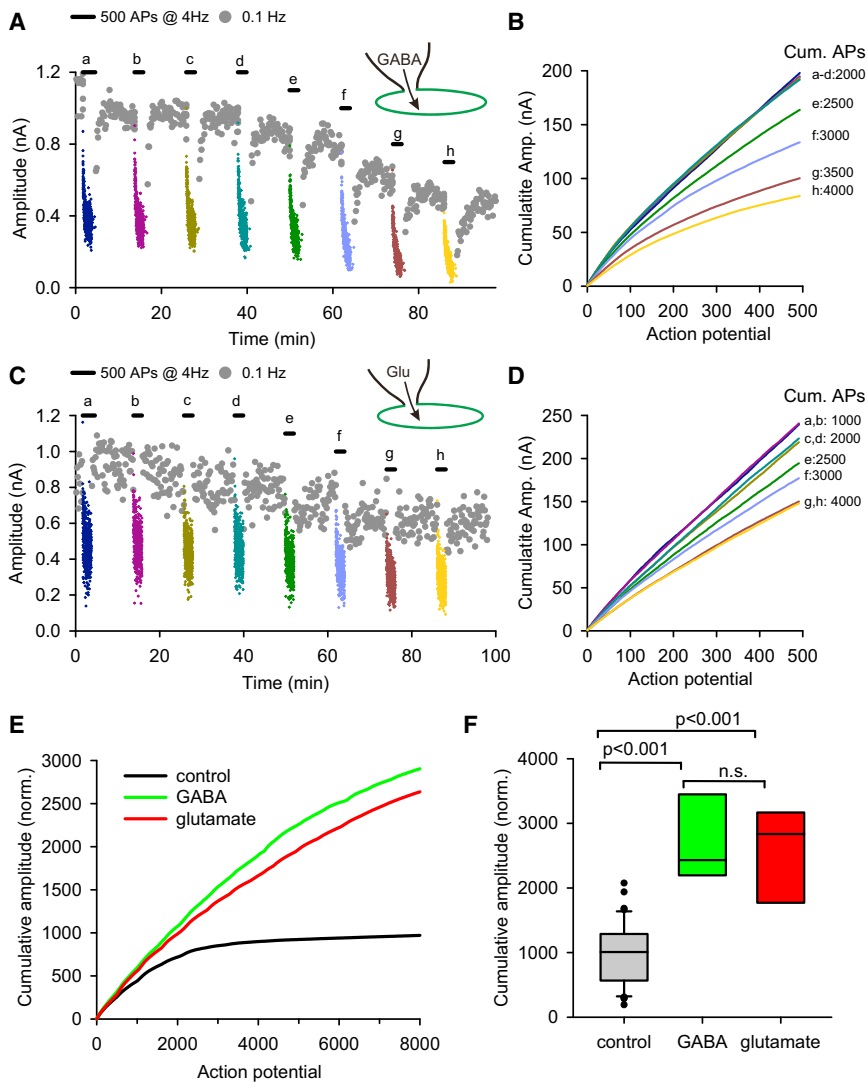 A
500 APs @ 4Hz
0.1 Hz
a
b
c
d
e
f
g
h
GABA
1.2
0.8
0.4
0.0
Amplitude (nA)
0
20
40
60
80
Time (min)
B
Cum. APs
a-d:2000
e:2500
f:3000
g:3500
h:4000
200
150
100
50
0
Cumulatite Amp. (nA)
0
100
200
300
400
500
Action potential
C
500 APs @ 4Hz
0.1 Hz
a
b
c
d
e
f
g
h
Glu
1.2
1.0
0.8
0.6
0.4
0.2
0.0
Amplitude (nA)
0
20
40
60
80
100
Time (min)
D
Cum. APs
a,b: 1000
c,d: 2000
e:2500
f:3000
g,h: 4000
250
200
150
100
50
0
Cumulatite Amp. (nA)
0
100
200
300
400
500
Action potential
E
control
GABA
glutamate
3000
2500
2000
1500
1000
500
0
Cumulative amplitude (norm.)
0
2000
4000
6000
8000
Action potential
F
p<0.001
p<0.001
n.s.
4000
3000
2000
1000
0
Cumulative amplitude (norm.)
control
GABA
glutamate